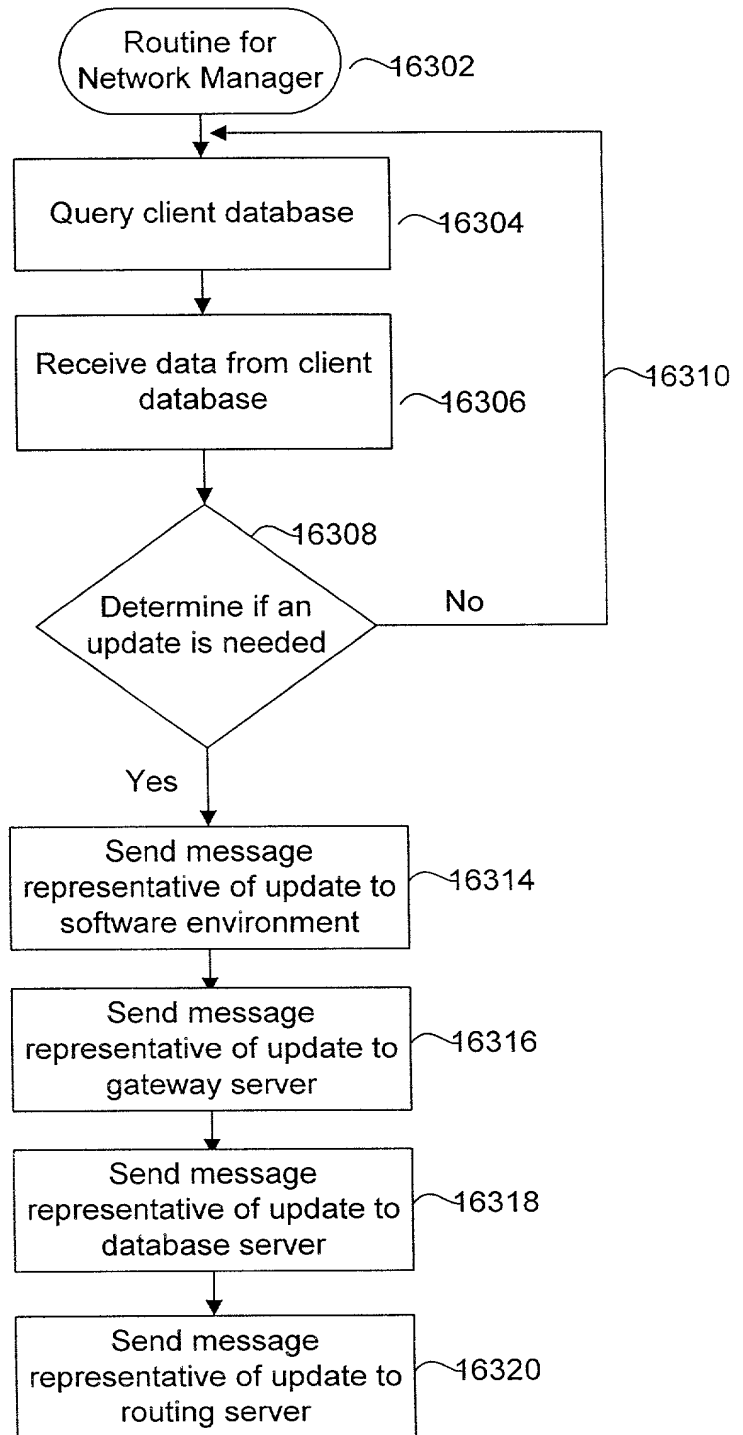 Routine for
Network Manager
16302
Query client database
16304
Receive data from client
database
16306
16310
16308
Determine if an
update is needed
No
Yes
Send message
representative of update to
software environment
16314
Send message
representative of update to
gateway server
16316
Send message
representative of update to
database server
16318
Send message
representative of update to
routing server
16320